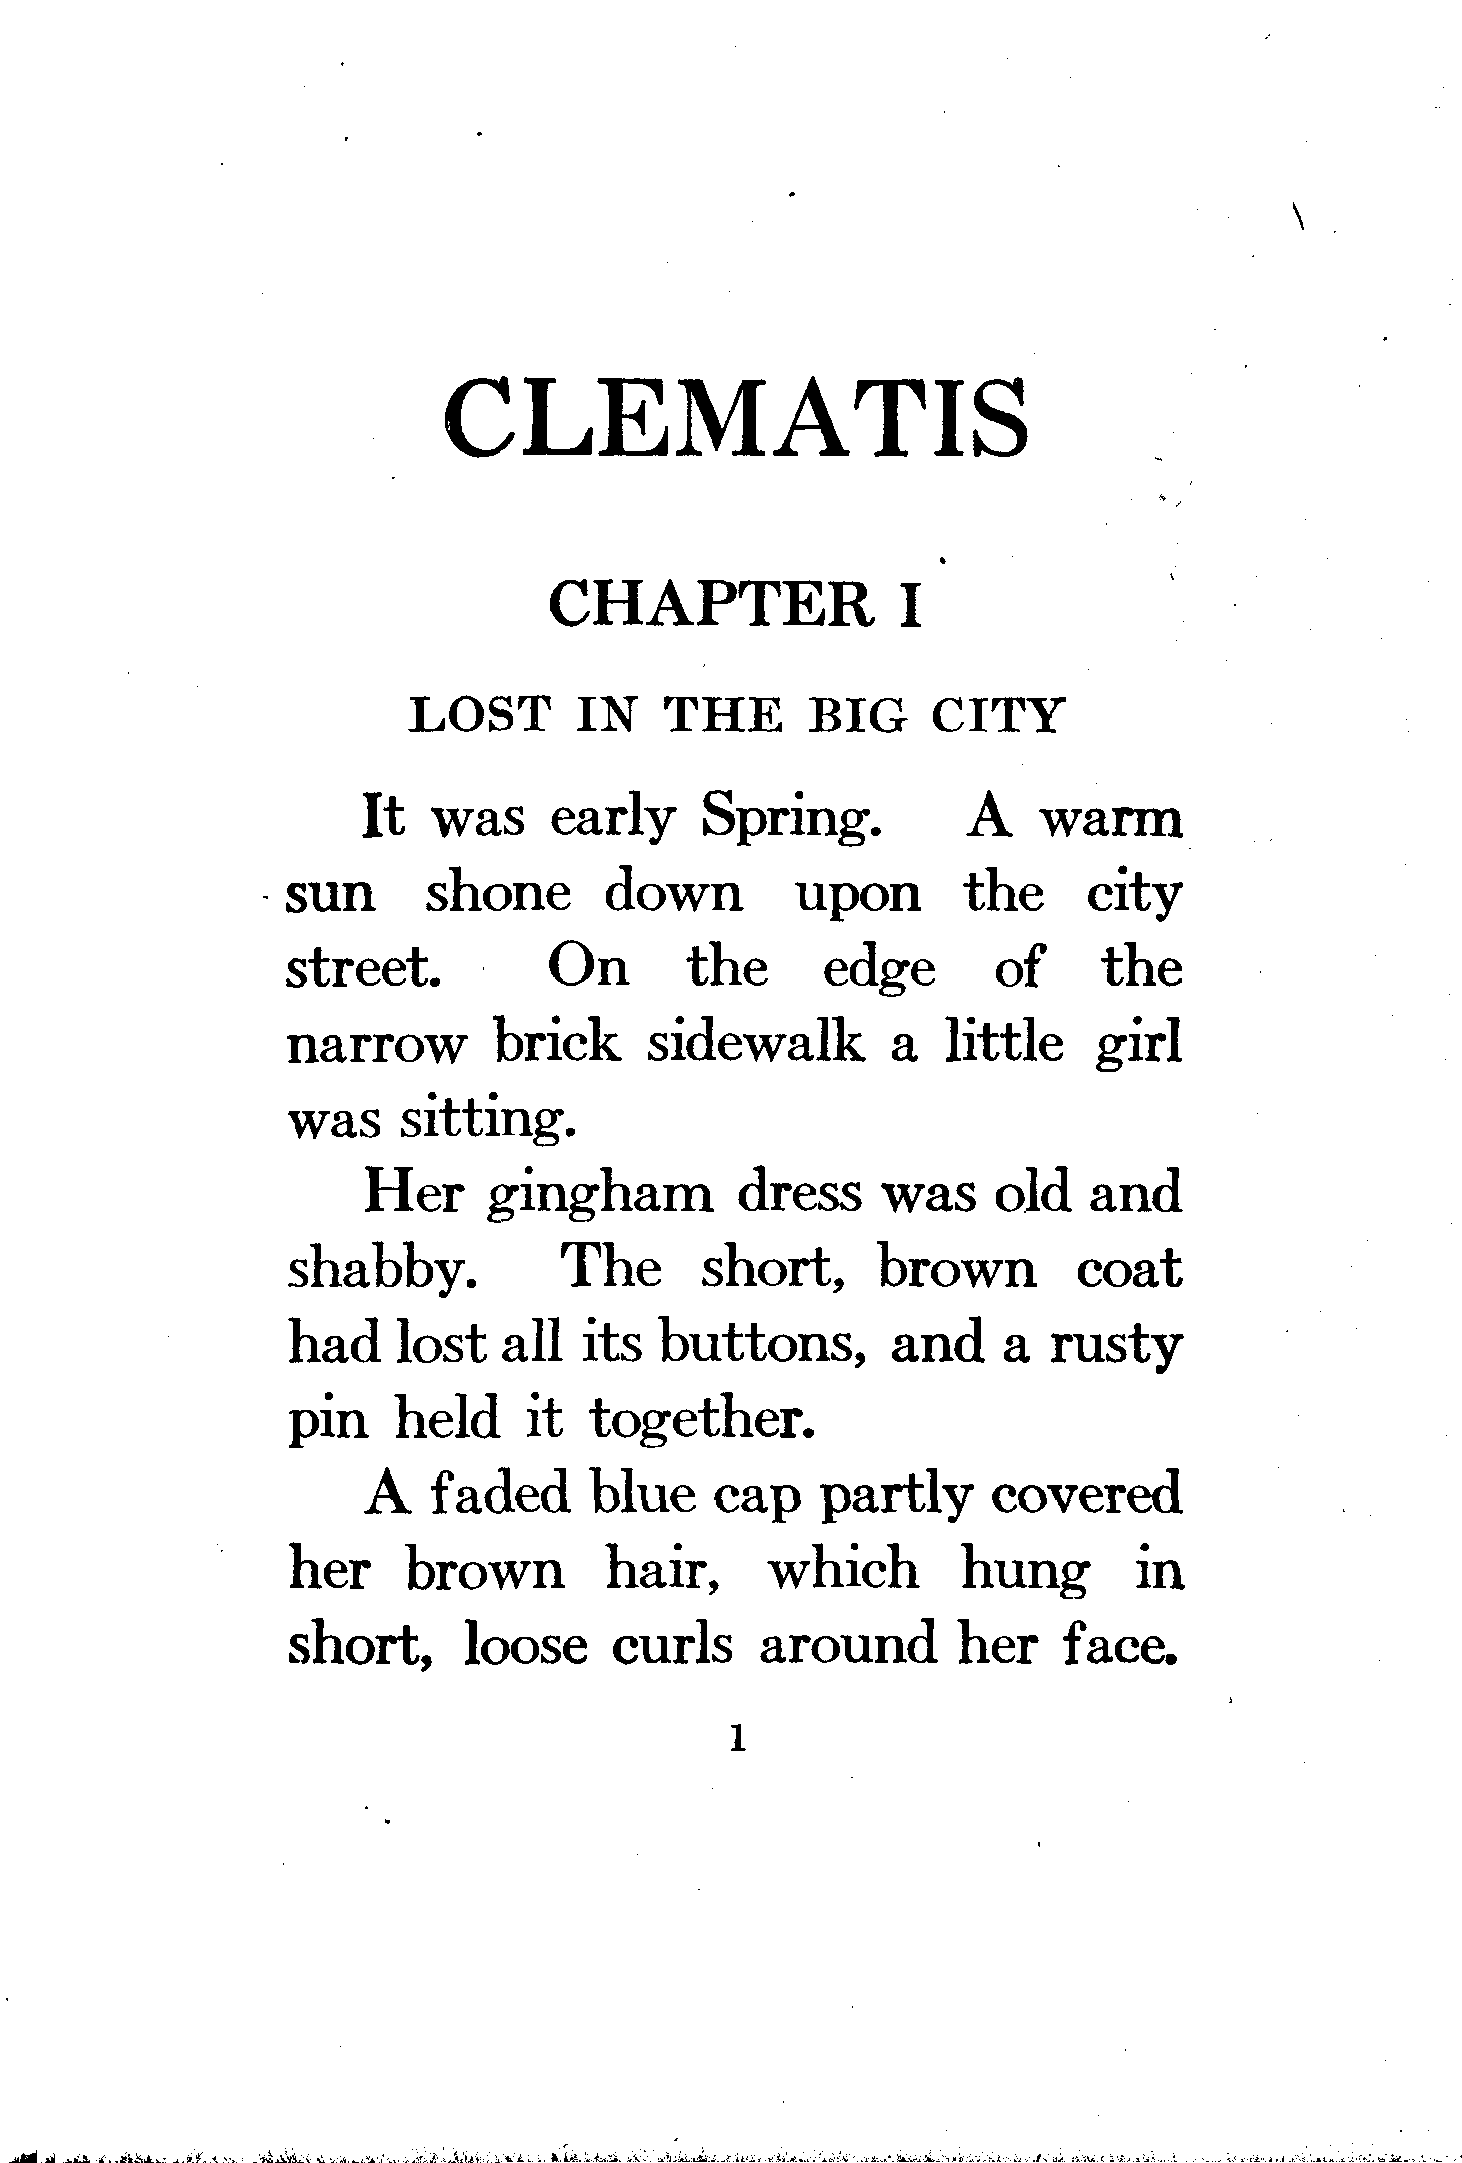 CLEMATIS
CHAPTER I
LOST IN THE BIG CITY
It was early Spring. A warm
sun shone down upon the city
street. On the edge of the
narrow brick sidewalk a little girl
was sitting.
Her gingham dress was old and
shabby. The short, brown coat
had lost all its buttons, and a rusty
pin held it together.
A faded blue cap partly covered
her brown hair, which hung in
short, loose curls around her face.
1